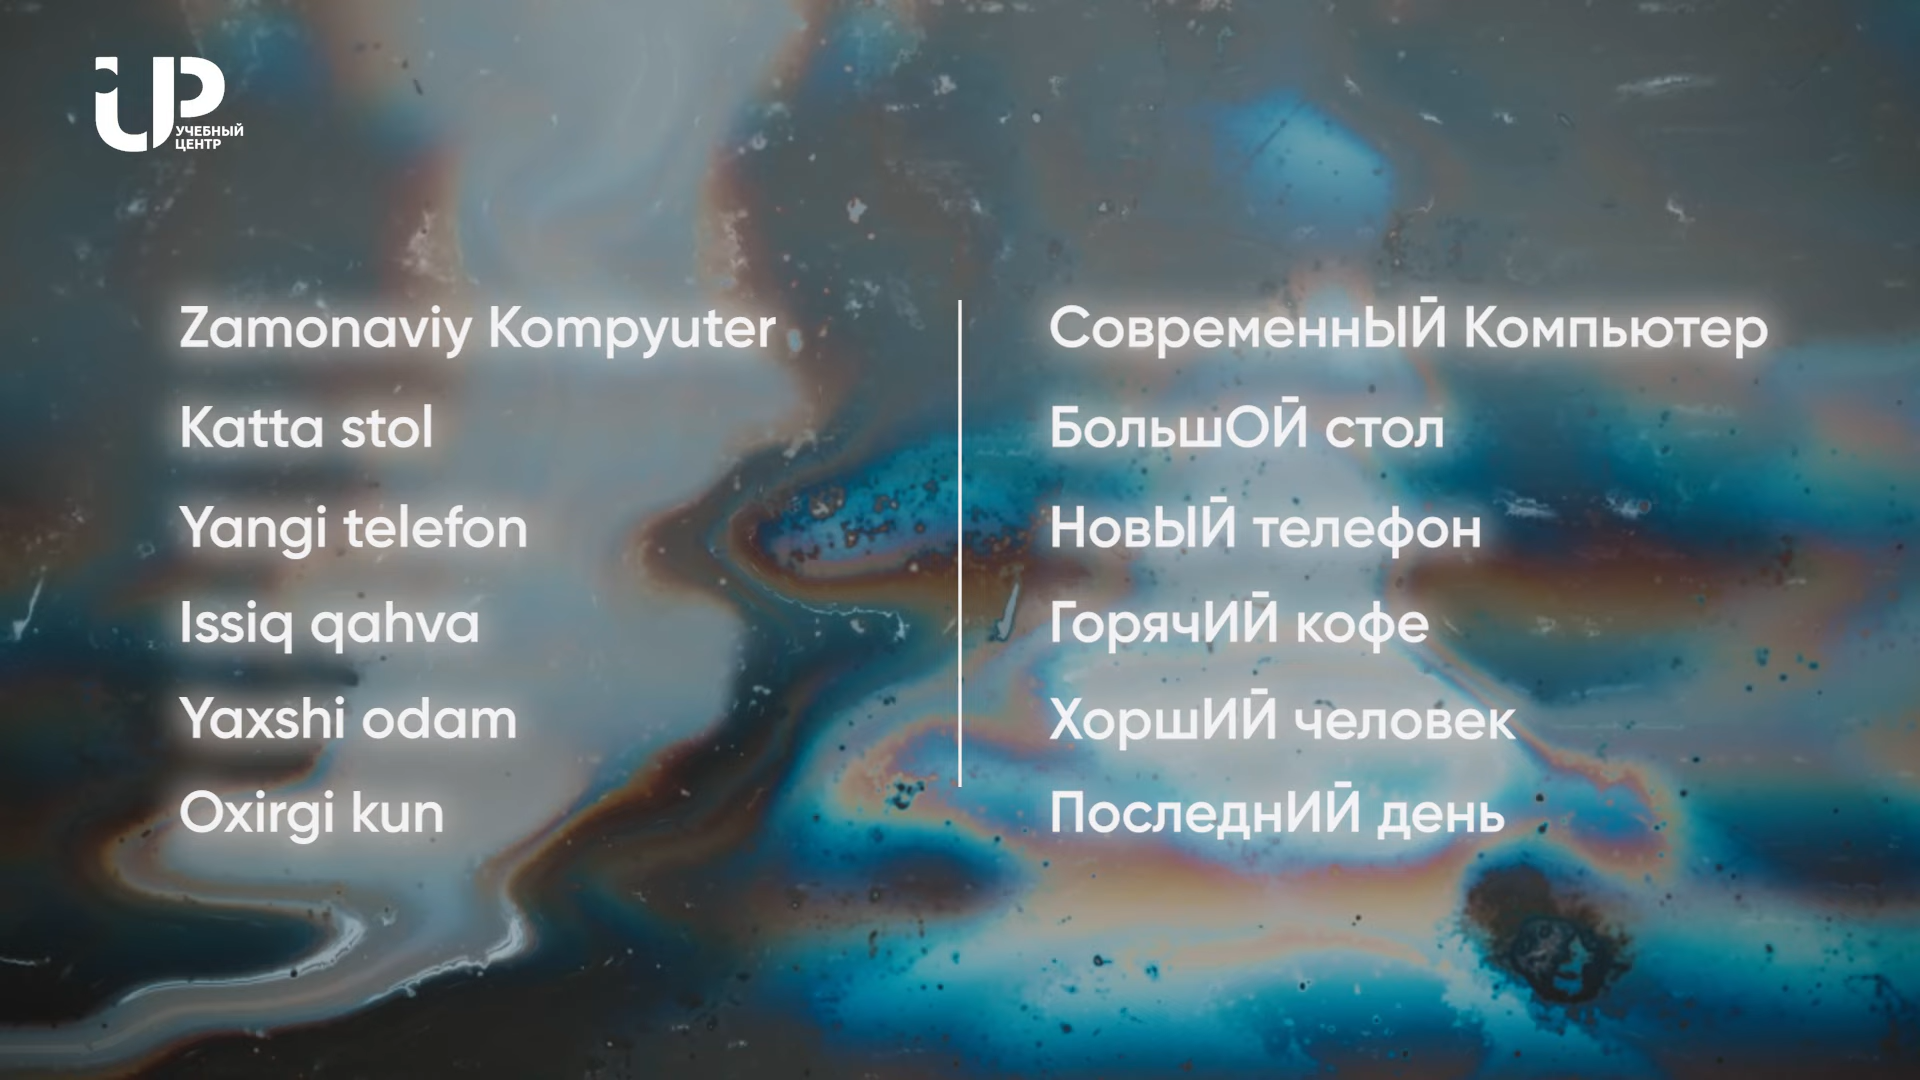 UP
УЧЕБНЫЙ
ЦЕНТР
Zamonaviy Kompyuter
СовременнЫЙ Компьютер
Katta stol
БольшОЙ стол
Yangi telefon
НовЫЙ телефон
Issiq qahva
ГорячИЙ кофе
Yaxshi odam
ХоршИЙ человек
Oxirgi kun
ПоследнИЙ день